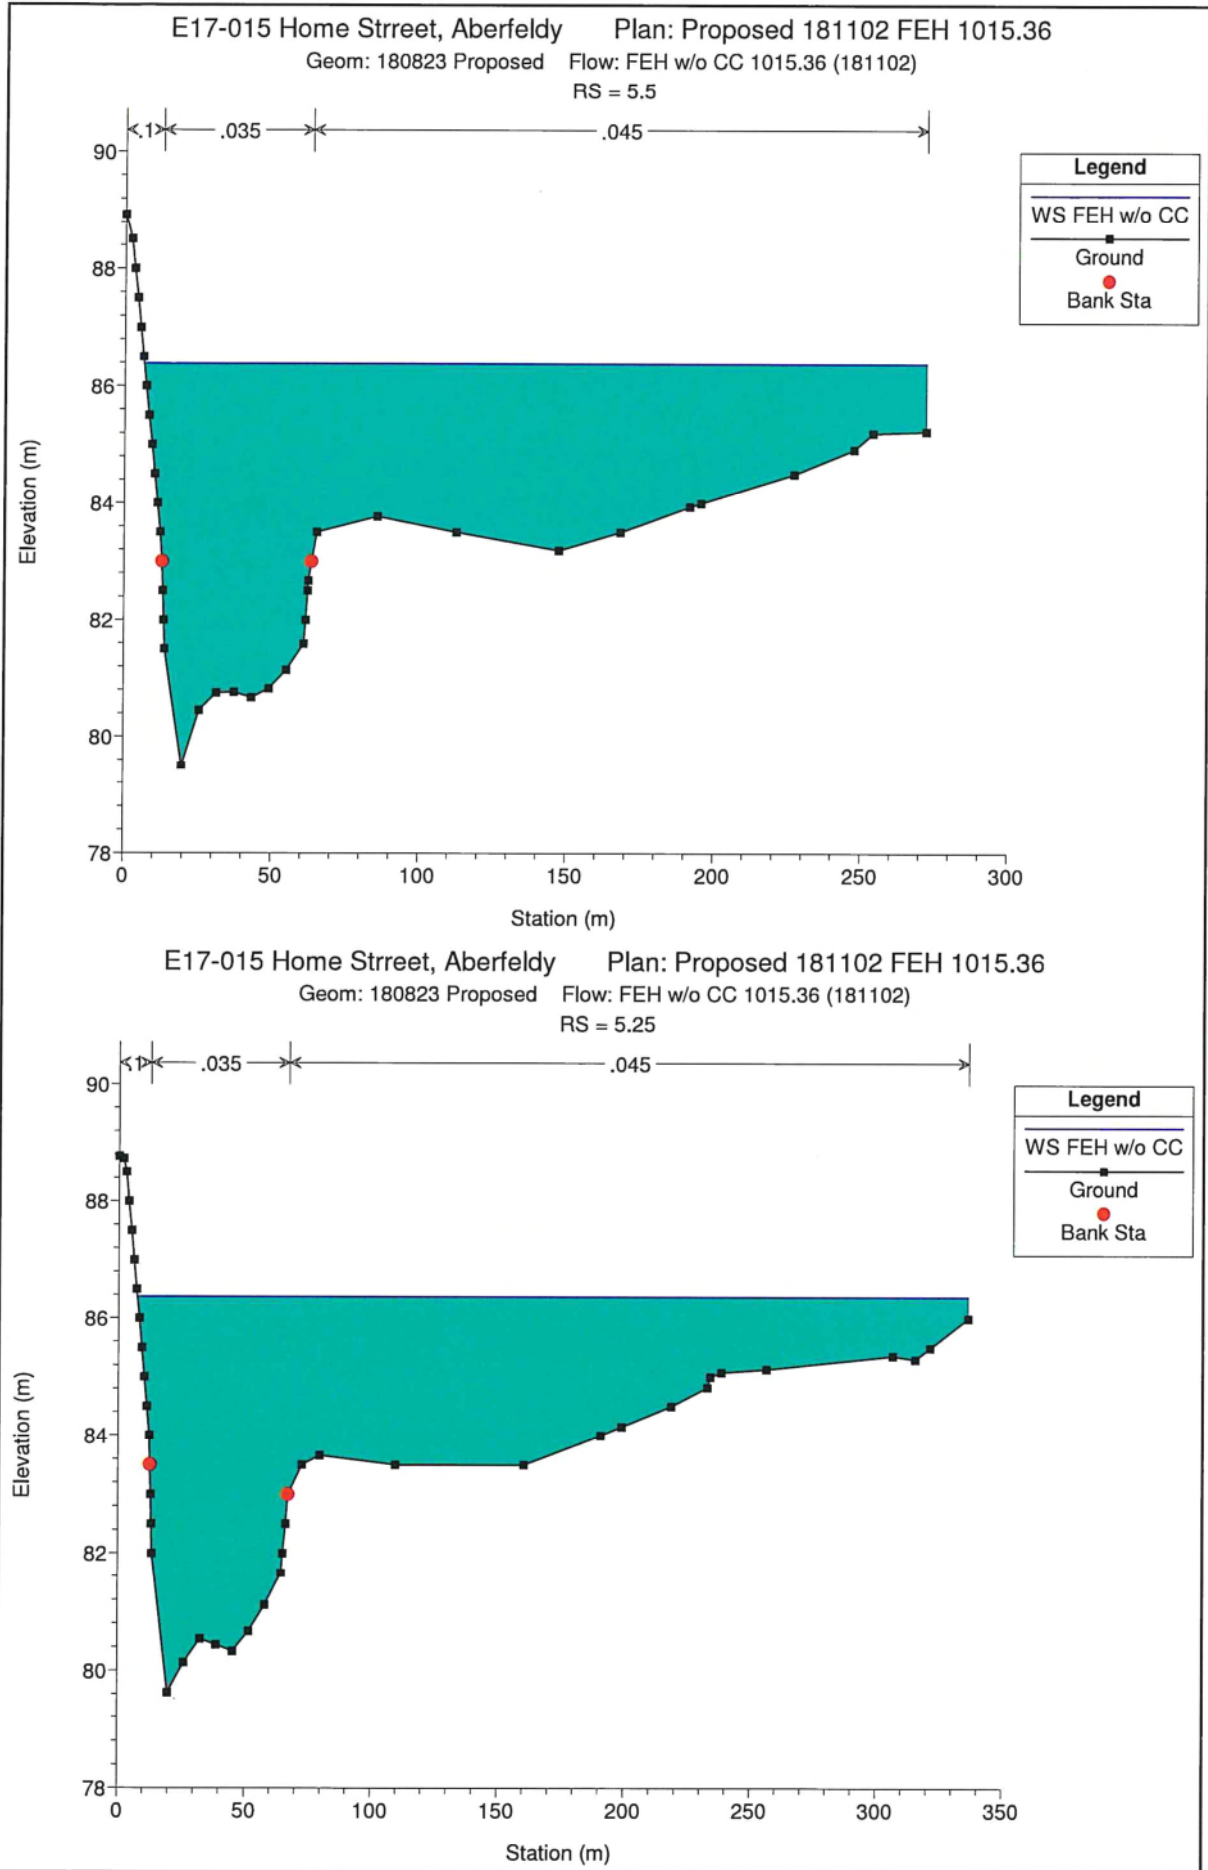 E17-015 Home Strreet, Aberfeldy Plan: Proposed 181102 FEH 1015.36
Geom: 180823 Proposed Flow: FEH w/o CC 1015.36 (181102)
RS = 5.5
.1 .035 .045
90
88
86
84
82
80
78
Elevation (m)
0 50 100 150 200 250 300
Station (m)
Legend
WS FEH w/o CC
Ground
Bank Sta
E17-015 Home Strreet, Aberfeldy Plan: Proposed 181102 FEH 1015.36
Geom: 180823 Proposed Flow: FEH w/o CC 1015.36 (181102)
RS = 5.25
.1 .035 .045
90
88
86
84
82
80
78
Elevation (m)
0 50 100 150 200 250 300 350
Station (m)
Legend
WS FEH w/o CC
Ground
Bank Sta